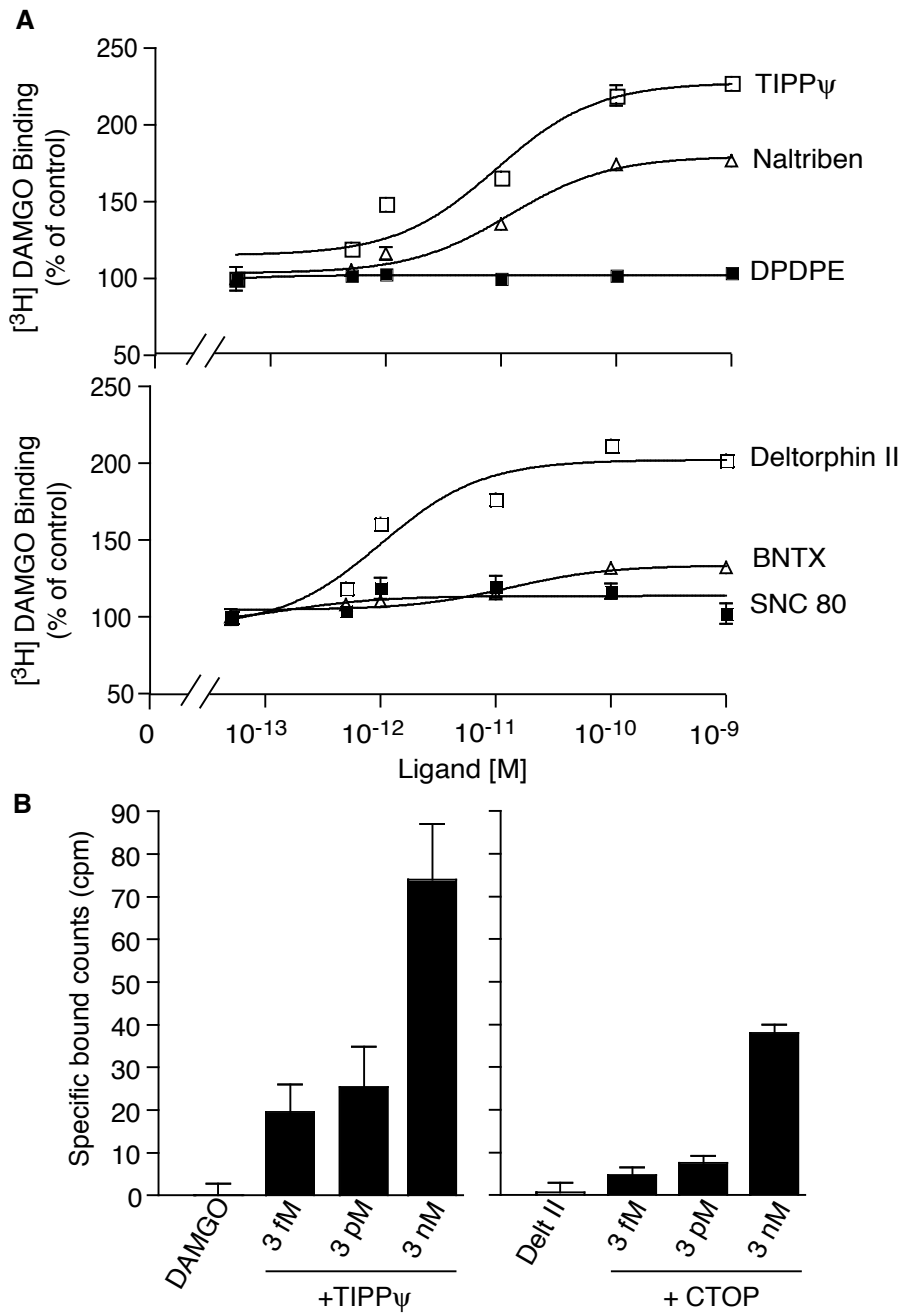 A
[³H] DAMGO Binding
(% of control)
250
200
150
100
50
TIPPψ
Naltriben
DPDPE
[³H] DAMGO Binding
(% of control)
250
200
150
100
50
Deltorphin II
BNTX
SNC 80
0 10⁻¹³ 10⁻¹² 10⁻¹¹ 10⁻¹⁰ 10⁻⁹
Ligand [M]
B
Specific bound counts (cpm)
90
80
70
60
50
40
30
20
10
0
DAMGO 3 fM 3 pM 3 nM
+TIPPψ
Delt II 3 fM 3 pM 3 nM
+ CTOP